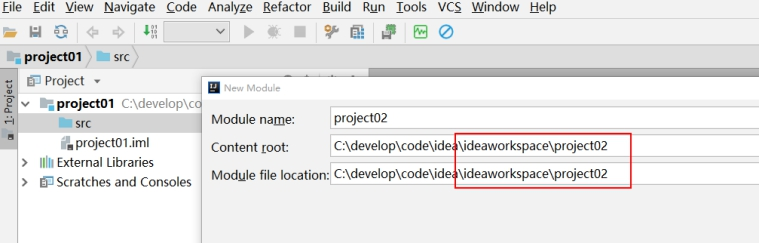 File Edit View Navigate Code Analyze Refactor Build Run Tools VCS Window Help
project01 src
1: Project
Project
project01 C:\develop\co
src
project01.iml
External Libraries
Scratches and Consoles
New Module
Module name: project02
Content root: C:\develop\code\idea\ideaworkspace\project02
Module file location: C:\develop\code\idea\ideaworkspace\project02